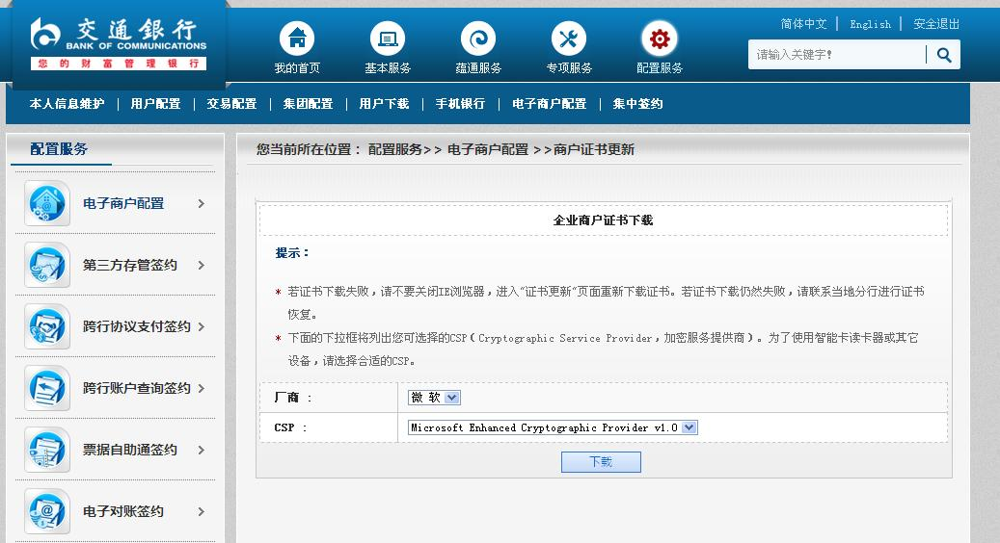 交通銀行
BANK OF COMMUNICATIONS
您的财富管理银行
我的首页
基本服务
蕴通服务
专项服务
配置服务
简体中文 | English | 安全退出
请输入关键字!
本人信息维护 | 用户配置 | 交易配置 | 集团配置 | 用户下载 | 手机银行 | 电子商户配置 | 集中签约
配置服务
电子商户配置
第三方存管签约
跨行协议支付签约
跨行账户查询签约
票据自助通签约
电子对账签约
您当前所在位置： 配置服务>> 电子商户配置 >>商户证书更新
企业商户证书下载
提示：
* 若证书下载失败，请不要关闭IE浏览器，进入“证书更新”页面重新下载证书。若证书下载仍然失败，请联系当地分行进行证书
恢复。
* 下面的下拉框将列出您可选择的CSP（Cryptographic Service Provider，加密服务提供商）。为了使用智能卡读卡器或其它
设备，请选择合适的CSP。
厂商 ： 微 软
CSP ： Microsoft Enhanced Cryptographic Provider v1.0
下载